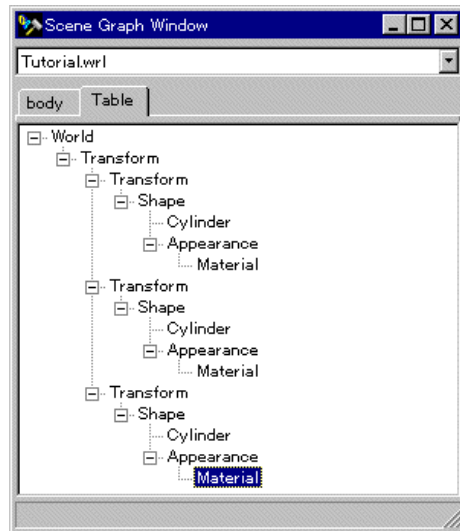 Scene Graph Window
Tutorial.wrl
body Table
World
Transform
Transform
Shape
Cylinder
Appearance
Material
Transform
Shape
Cylinder
Appearance
Material
Transform
Shape
Cylinder
Appearance
Material